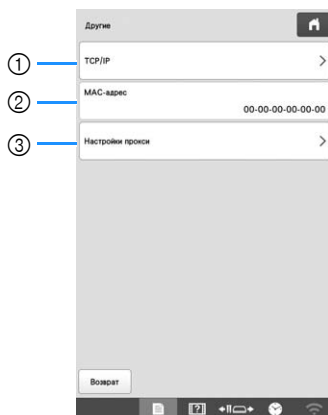 Другие
① TCP/IP
② MAC-адрес
00-00-00-00-00-00
③ Настройки прокси
Возврат